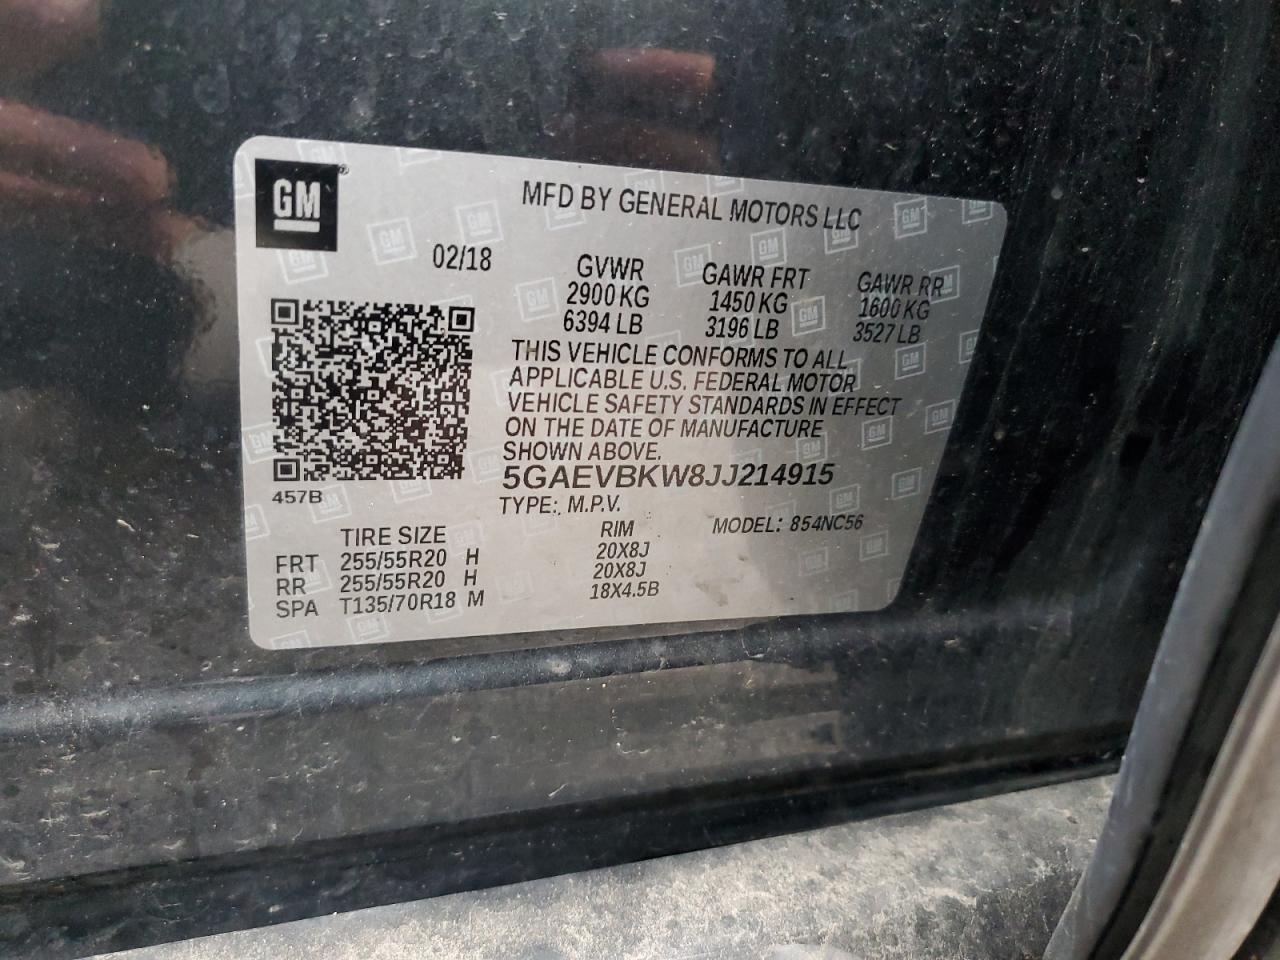 GM
MFD BY GENERAL MOTORS LLC
02/18 GVWR GAWR FRT GAWR RR
2900 KG 1450 KG 1600 KG
6394 LB 3196 LB 3527 LB
THIS VEHICLE CONFORMS TO ALL
APPLICABLE U.S. FEDERAL MOTOR
VEHICLE SAFETY STANDARDS IN EFFECT
ON THE DATE OF MANUFACTURE
SHOWN ABOVE.
5GAEVBKW8JJ214915
457B
TYPE: M.P.V.
MODEL: 854NC56
TIRE SIZE RIM
FRT 255/55R20 H 20X8J
RR 255/55R20 H 20X8J
SPA T135/70R18 M 18X4.5B